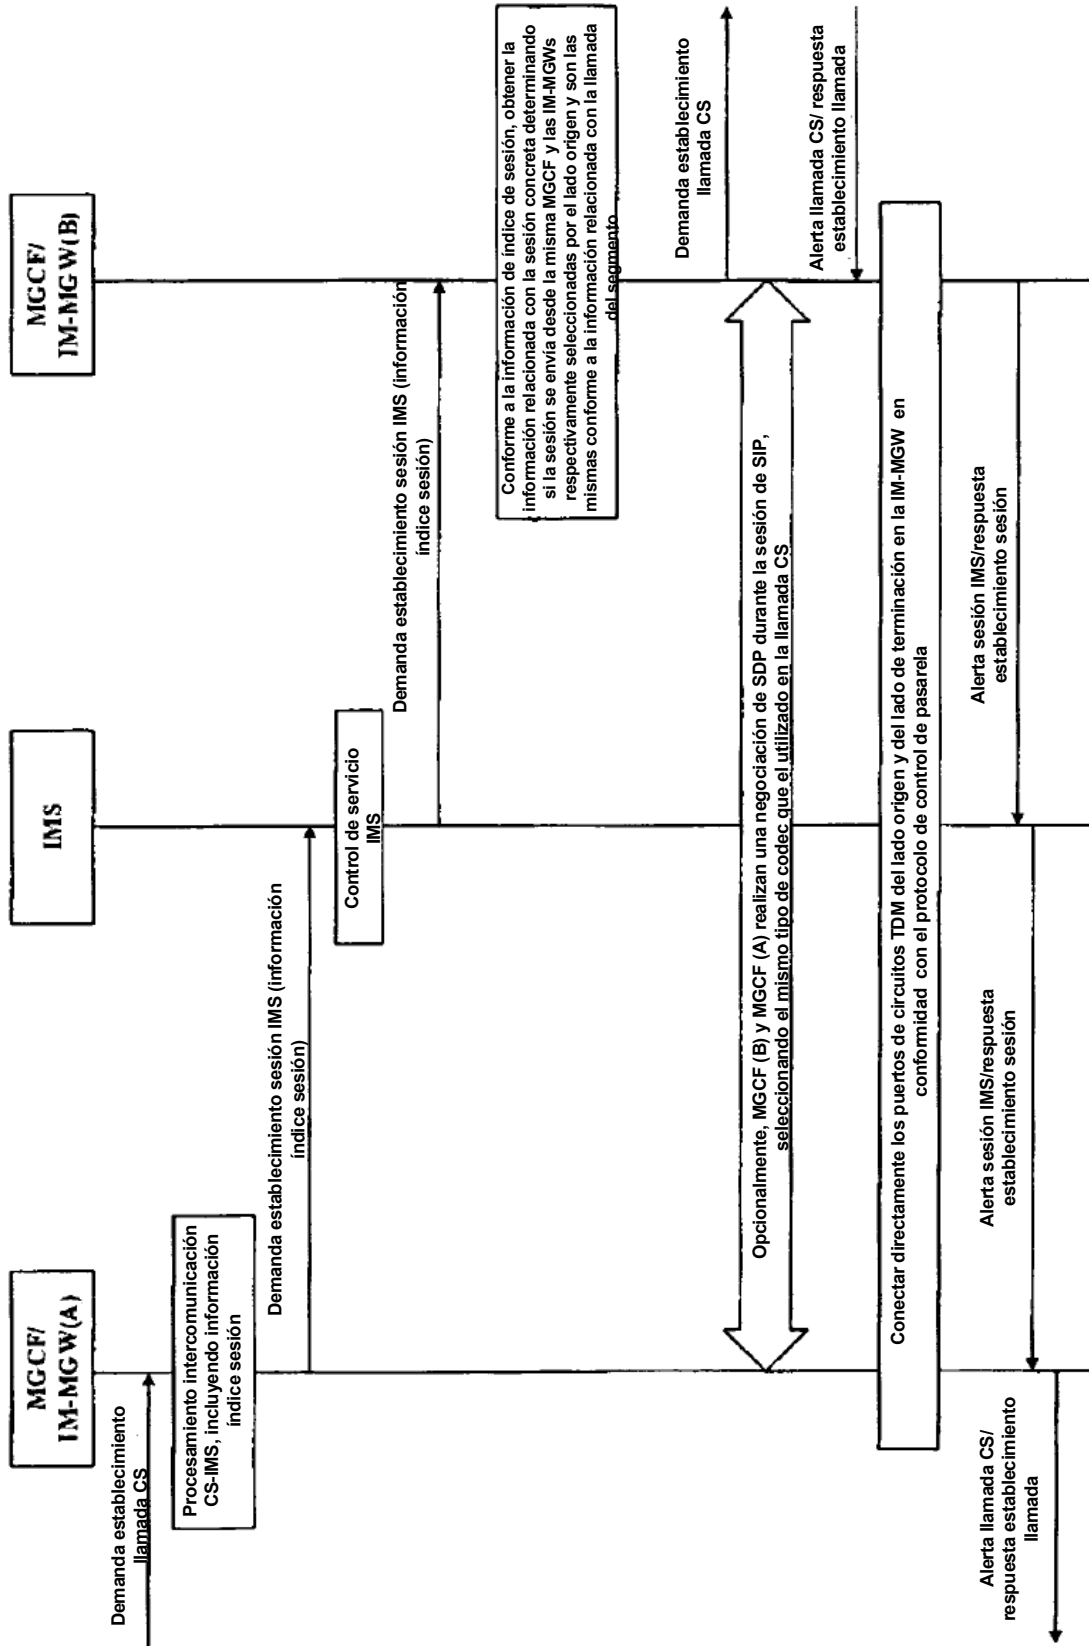 MGCF/
IM-MGW(A)
IMS
MGCF/
IM-MGW(B)
Demanda establecimiento
llamada CS
Procesamiento intercomunicación
CS-IMS, incluyendo información
índice sesión
Demanda establecimiento sesión IMS (información
índice sesión)
Control de servicio
IMS
Demanda establecimiento sesión IMS (información
índice sesión)
Conforme a la información de índice de sesión, obtener la
información relacionada con la sesión concreta determinando
si la sesión se envía desde la misma MGCF y las IM-MGWs
respectivamente seleccionadas por el lado origen y son las
mismas conforme a la información relacionada con la llamada
del segmento
Demanda establecimiento
llamada CS
Opcionalmente, MGCF (B) y MGCF (A) realizan una negociación de SDP durante la sesión de SIP,
seleccionando el mismo tipo de codec que el utilizado en la llamada CS
Alerta llamada CS/ respuesta
establecimiento llamada
Conectar directamente los puertos de circuitos TDM del lado origen y del lado de terminación en la IM-MGW en
conformidad con el protocolo de control de pasarela
Alerta sesión IMS/respuesta
establecimiento sesión
Alerta sesión IMS/respuesta
establecimiento sesión
Alerta llamada CS/
respuesta establecimiento
llamada